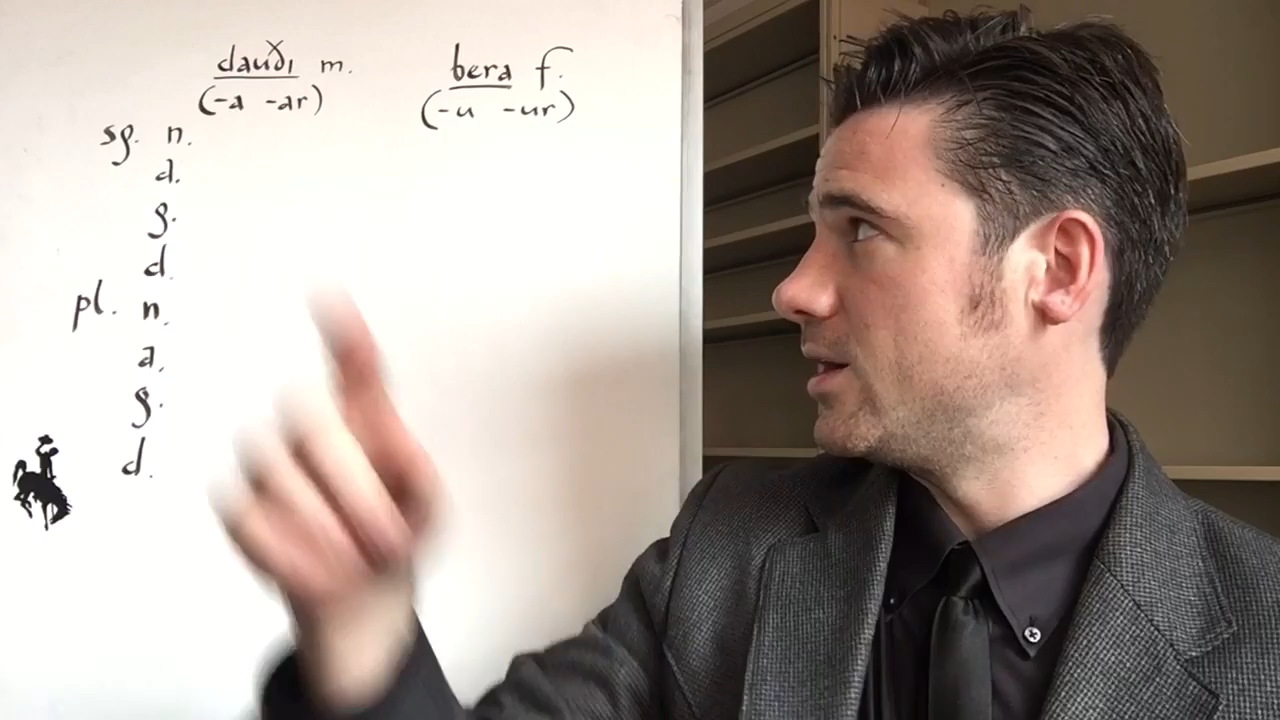 dauði m. bera f.
(-a -ar) (-u -ur)
sg. n.
d.
g.
d.
pl. n.
a.
g.
d.